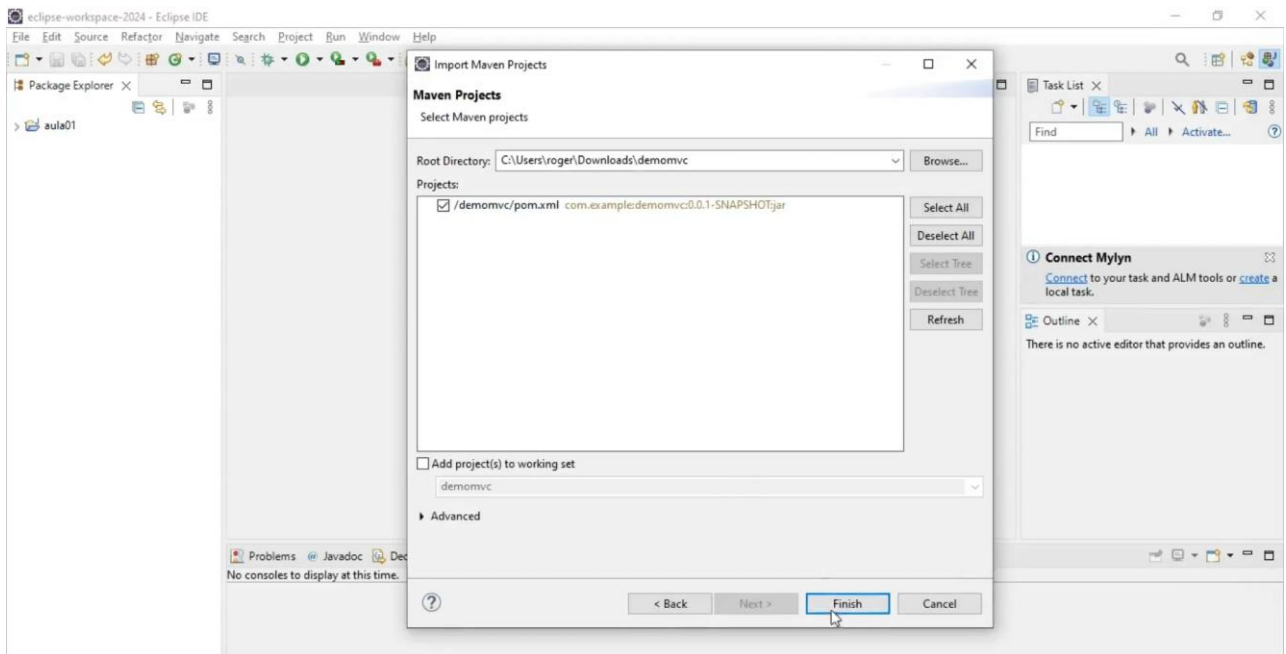 eclipse-workspace-2024 - Eclipse IDE
File Edit Source Refactor Navigate Search Project Run Window Help
Package Explorer
aula01
Import Maven Projects
Maven Projects
Select Maven projects
Root Directory: C:\Users\roger\Downloads\demomvc Browse...
Projects:
/demomvc/pom.xml com.example:demomvc:0.0.1-SNAPSHOT:jar
Select All
Deselect All
Select Tree
Deselect Tree
Refresh
Add project(s) to working set
demomvc
Advanced
< Back Next > Finish Cancel
Task List
Find All Activate...
Connect Mylyn
Connect to your task and ALM tools or create a
local task.
Outline
There is no active editor that provides an outline.
Problems @ Javadoc Dec
No consoles to display at this time.